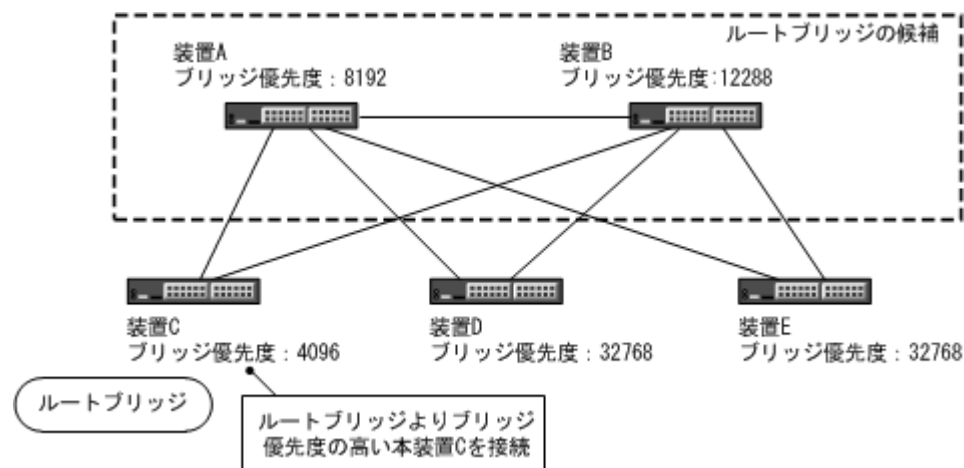 ルートブリッジの候補
装置A
ブリッジ優先度：8192
装置B
ブリッジ優先度:12288
装置C
ブリッジ優先度：4096
装置D
ブリッジ優先度：32768
装置E
ブリッジ優先度：32768
ルートブリッジ
ルートブリッジよりブリッジ
優先度の高い本装置Cを接続